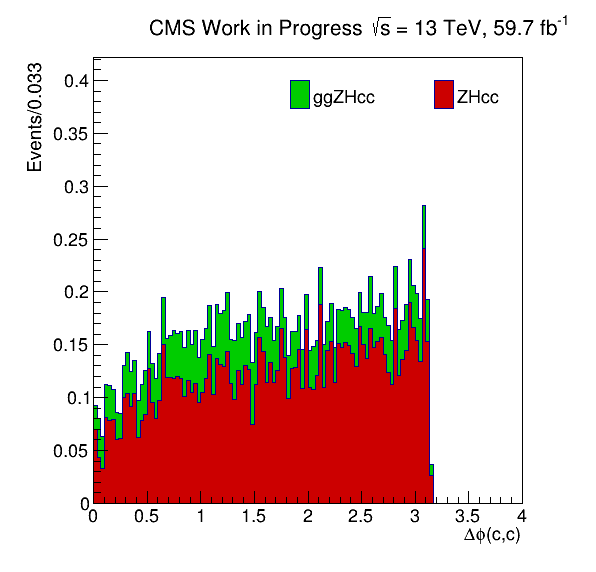 CMS Work in Progress √s = 13 TeV, 59.7 fb⁻¹
Events/0.033
0.4
0.35
0.3
0.25
0.2
0.15
0.1
0.05
0
ggZHcc ZHcc
0 0.5 1 1.5 2 2.5 3 3.5 4
Δϕ(c,c)